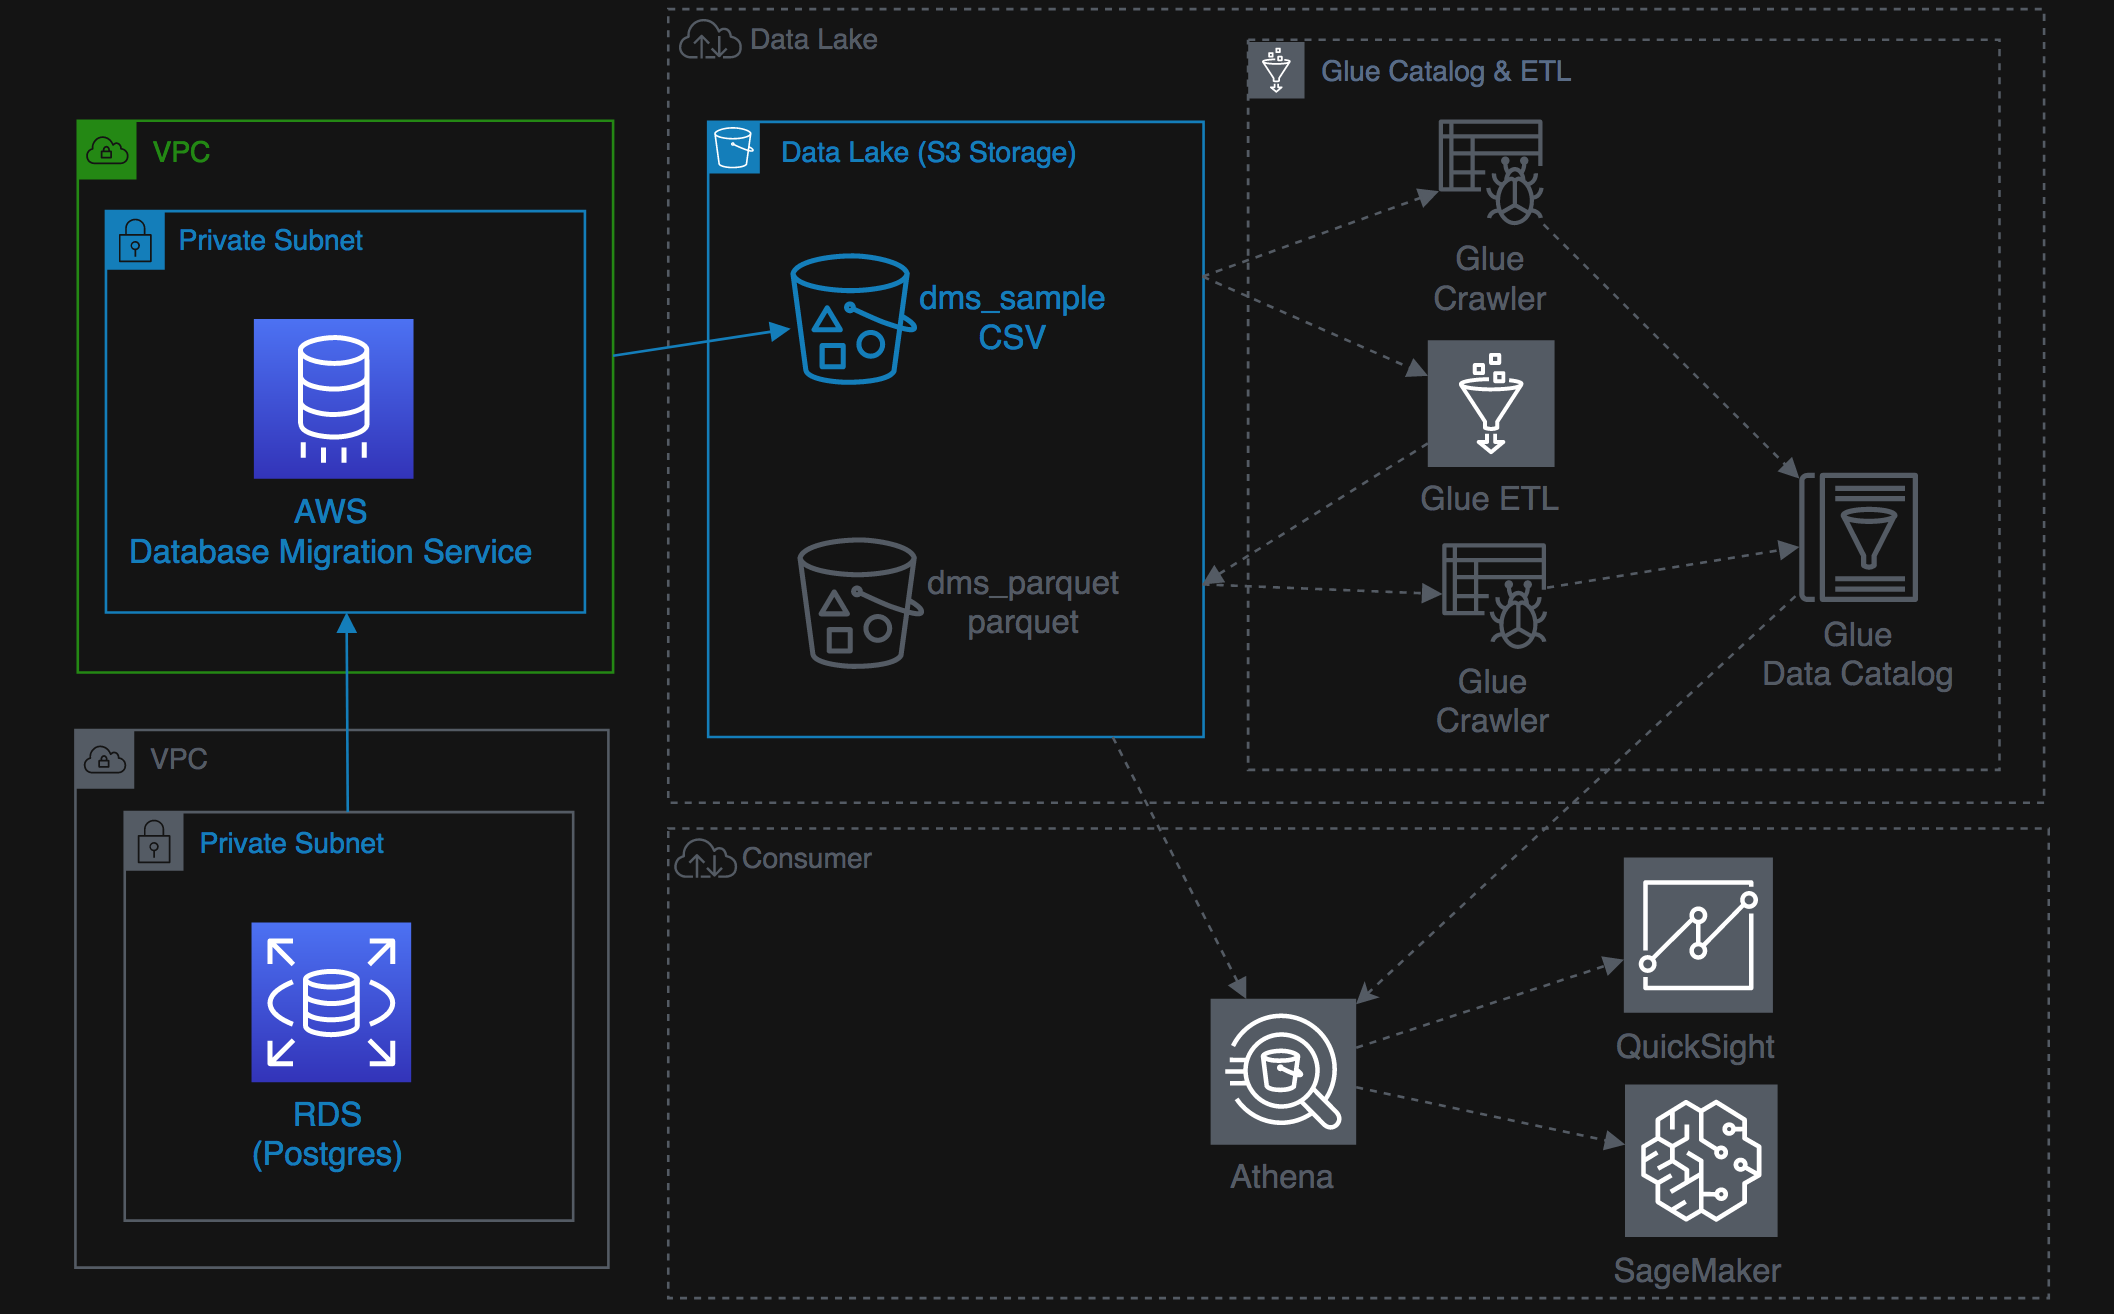 Data Lake
Glue Catalog & ETL
VPC
Data Lake (S3 Storage)
Private Subnet
dms_sample
CSV
Glue
Crawler
AWS
Database Migration Service
Glue ETL
dms_parquet
parquet
Glue
Data Catalog
Glue
Crawler
VPC
Private Subnet
Consumer
RDS
(Postgres)
QuickSight
Athena
SageMaker